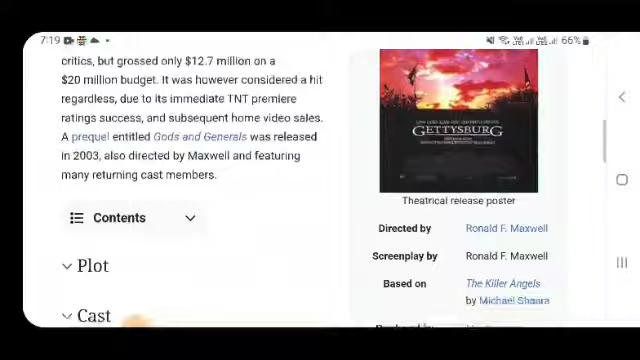 7:19
66%
critics, but grossed only $12.7 million on a
$20 million budget. It was however considered a hit
regardless, due to its immediate TNT premiere
ratings success, and subsequent home video sales.
A prequel entitled Gods and Generals was released
in 2003, also directed by Maxwell and featuring
many returning cast members.
Contents
Plot
Cast
GETTYSBURG
Theatrical release poster
Directed by Ronald F. Maxwell
Screenplay by Ronald F. Maxwell
Based on The Killer Angels
by Michael Shaara